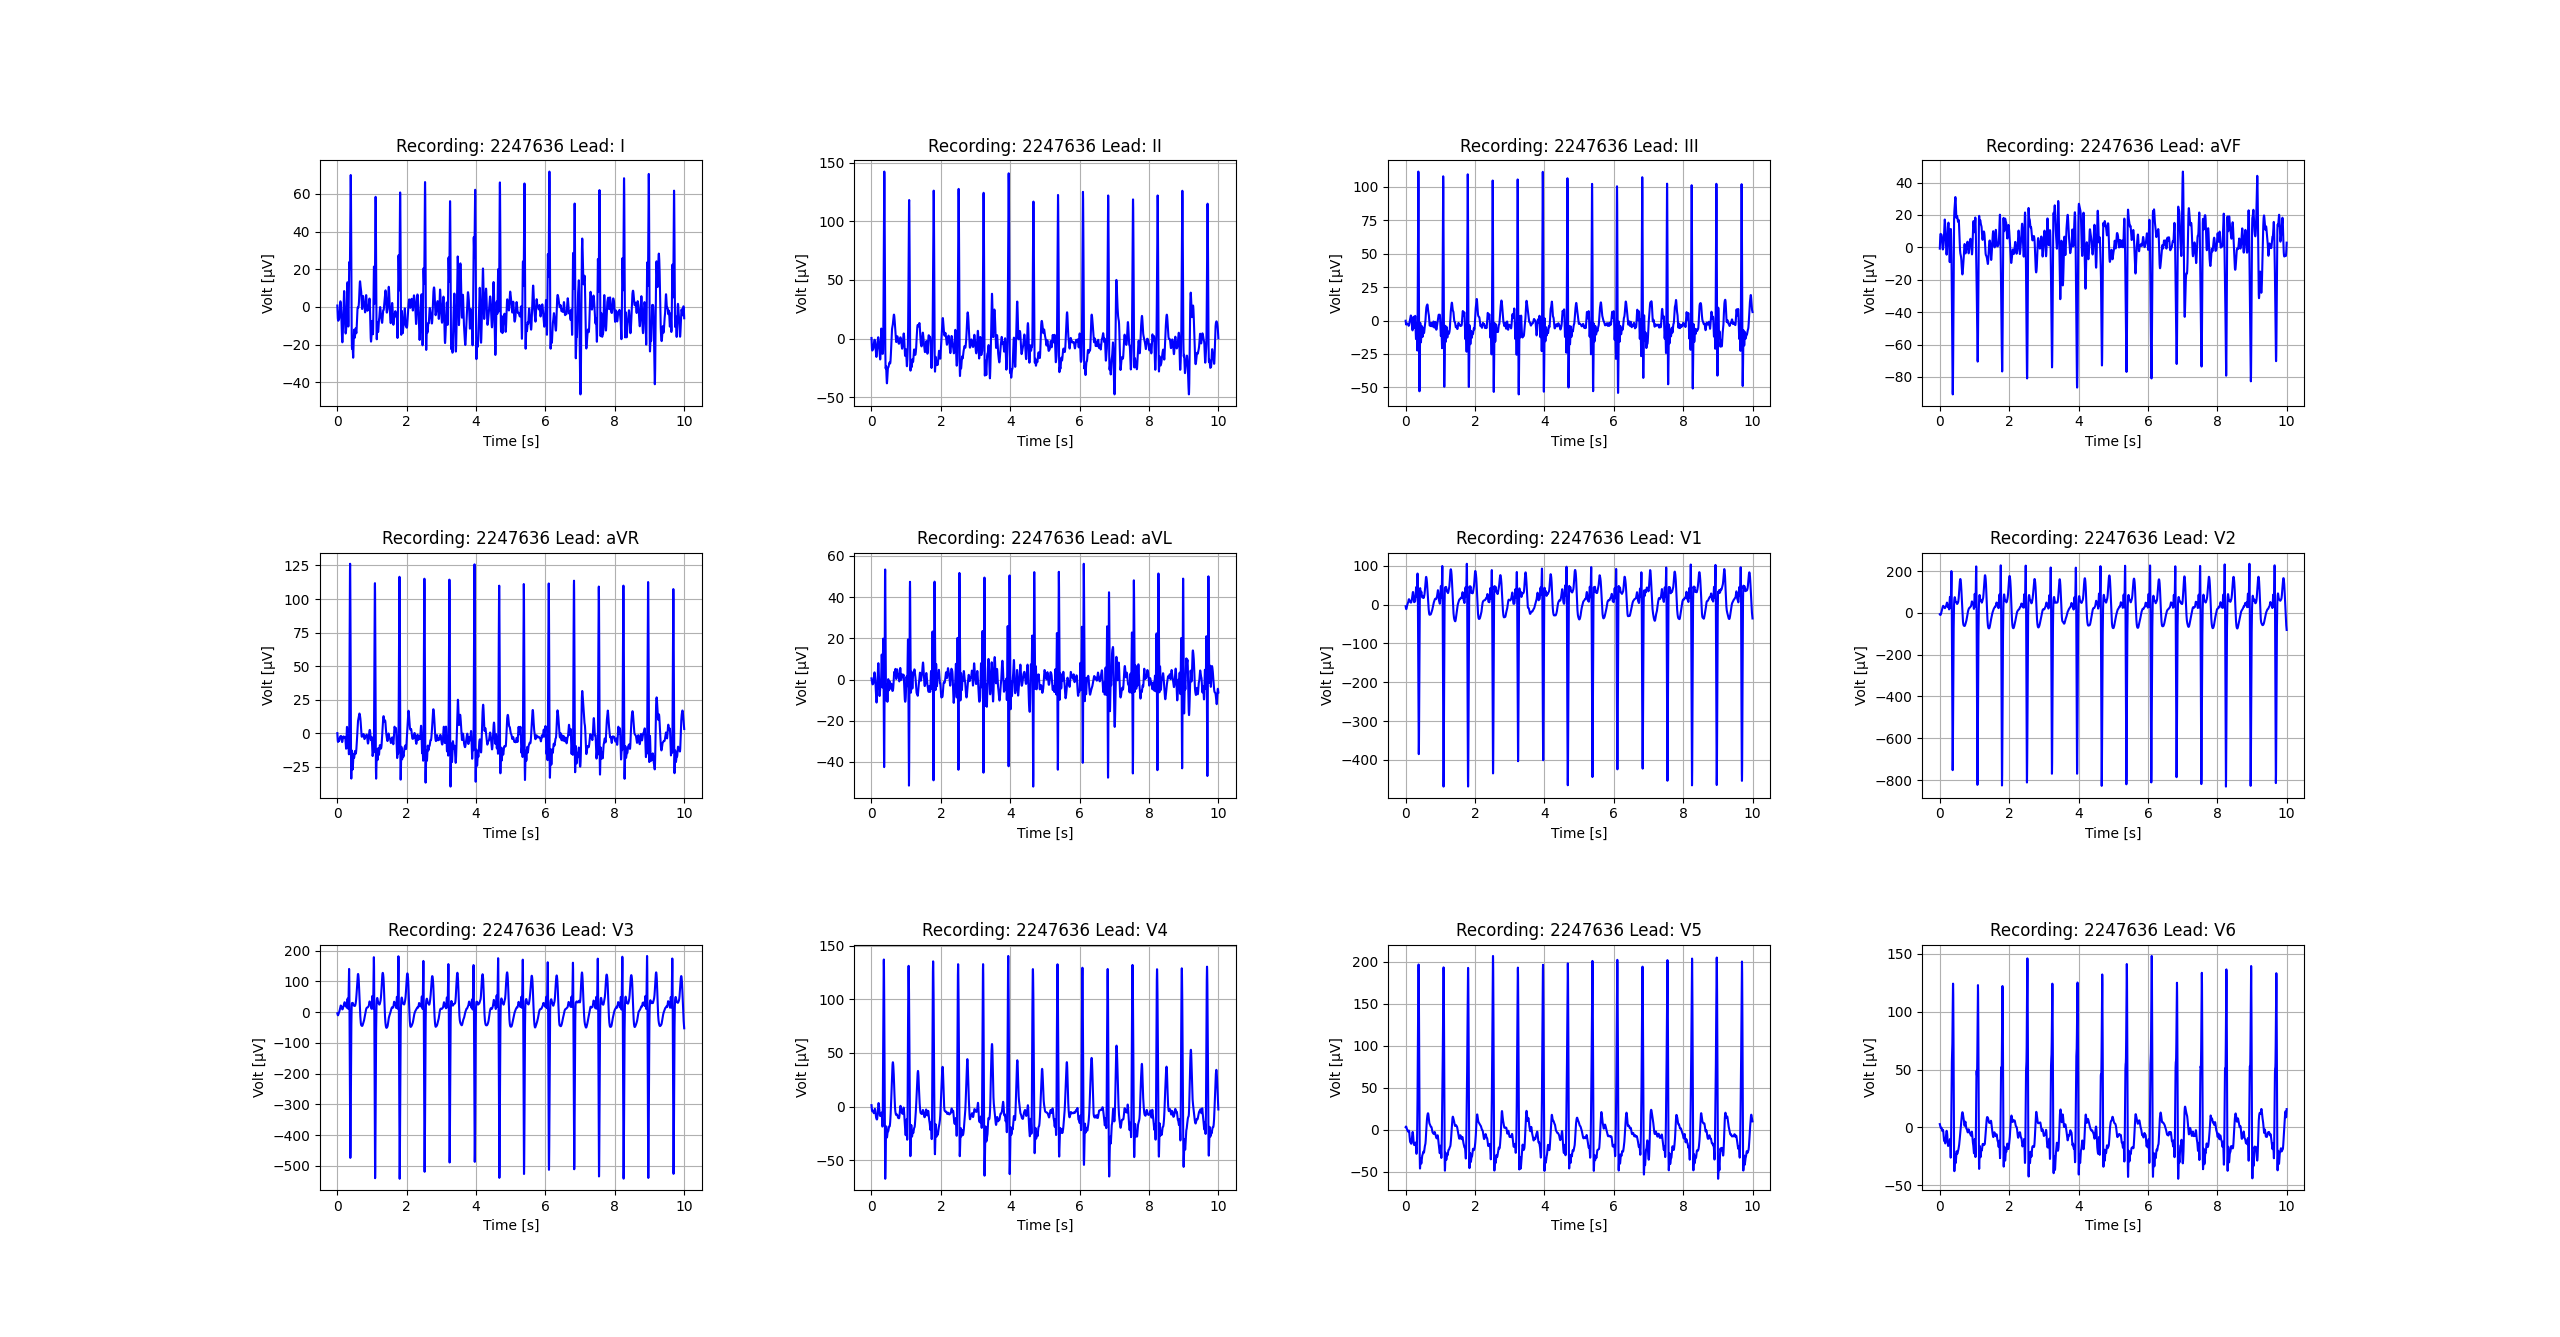 Recording: 2247636 Lead: I
Volt [µV]
60
40
20
0
−20
−40
0 2 4 6 8 10
Time [s]
Recording: 2247636 Lead: II
Volt [µV]
150
100
50
0
−50
0 2 4 6 8 10
Time [s]
Recording: 2247636 Lead: III
Volt [µV]
100
75
50
25
0
−25
−50
0 2 4 6 8 10
Time [s]
Recording: 2247636 Lead: aVF
Volt [µV]
40
20
0
−20
−40
−60
−80
0 2 4 6 8 10
Time [s]
Recording: 2247636 Lead: aVR
Volt [µV]
125
100
75
50
25
0
−25
0 2 4 6 8 10
Time [s]
Recording: 2247636 Lead: aVL
Volt [µV]
60
40
20
0
−20
−40
0 2 4 6 8 10
Time [s]
Recording: 2247636 Lead: V1
Volt [µV]
100
0
−100
−200
−300
−400
0 2 4 6 8 10
Time [s]
Recording: 2247636 Lead: V2
Volt [µV]
200
0
−200
−400
−600
−800
0 2 4 6 8 10
Time [s]
Recording: 2247636 Lead: V3
Volt [µV]
200
100
0
−100
−200
−300
−400
−500
0 2 4 6 8 10
Time [s]
Recording: 2247636 Lead: V4
Volt [µV]
150
100
50
0
−50
0 2 4 6 8 10
Time [s]
Recording: 2247636 Lead: V5
Volt [µV]
200
150
100
50
0
−50
0 2 4 6 8 10
Time [s]
Recording: 2247636 Lead: V6
Volt [µV]
150
100
50
0
−50
0 2 4 6 8 10
Time [s]